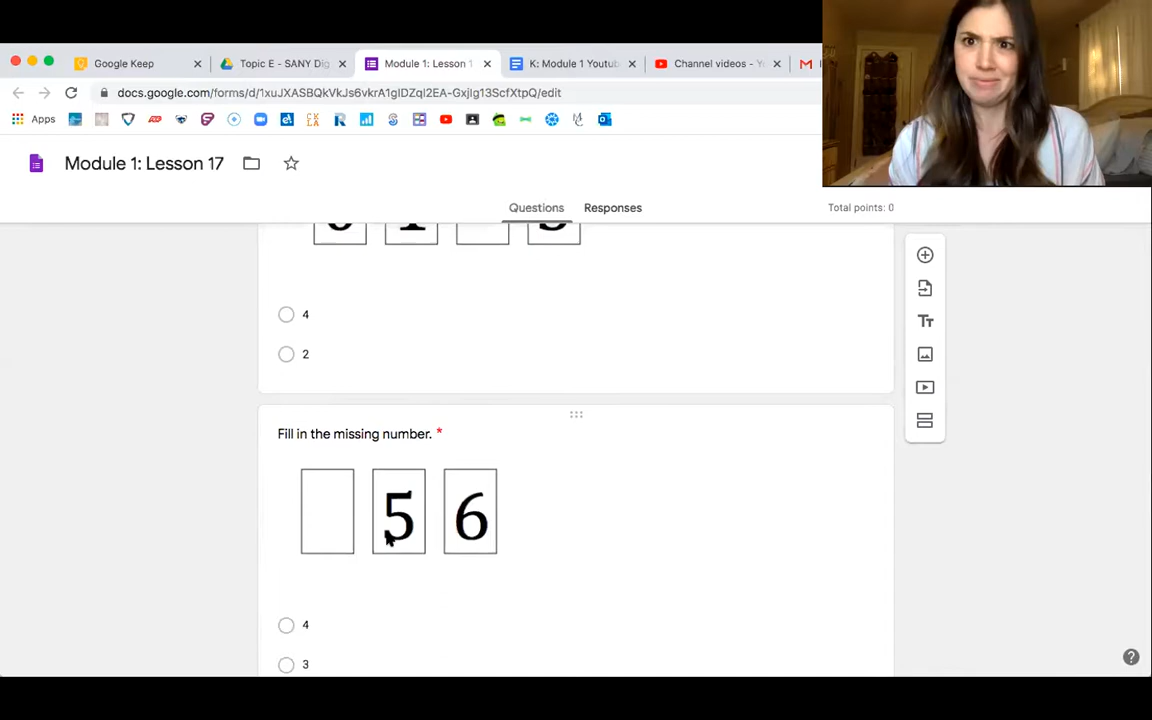 Google Keep
Topic E - SANY Dig
Module 1: Lesson 1
K: Module 1 Youtub
Channel videos - Y
docs.google.com/forms/d/1xuJXASBQkVkJs6vkrA1gIDZqI2EA-GxjIg13ScfXtpQ/edit
Apps
Module 1: Lesson 17
Questions
Responses
Total points: 0
4
2
Fill in the missing number. *
5 6
4
3